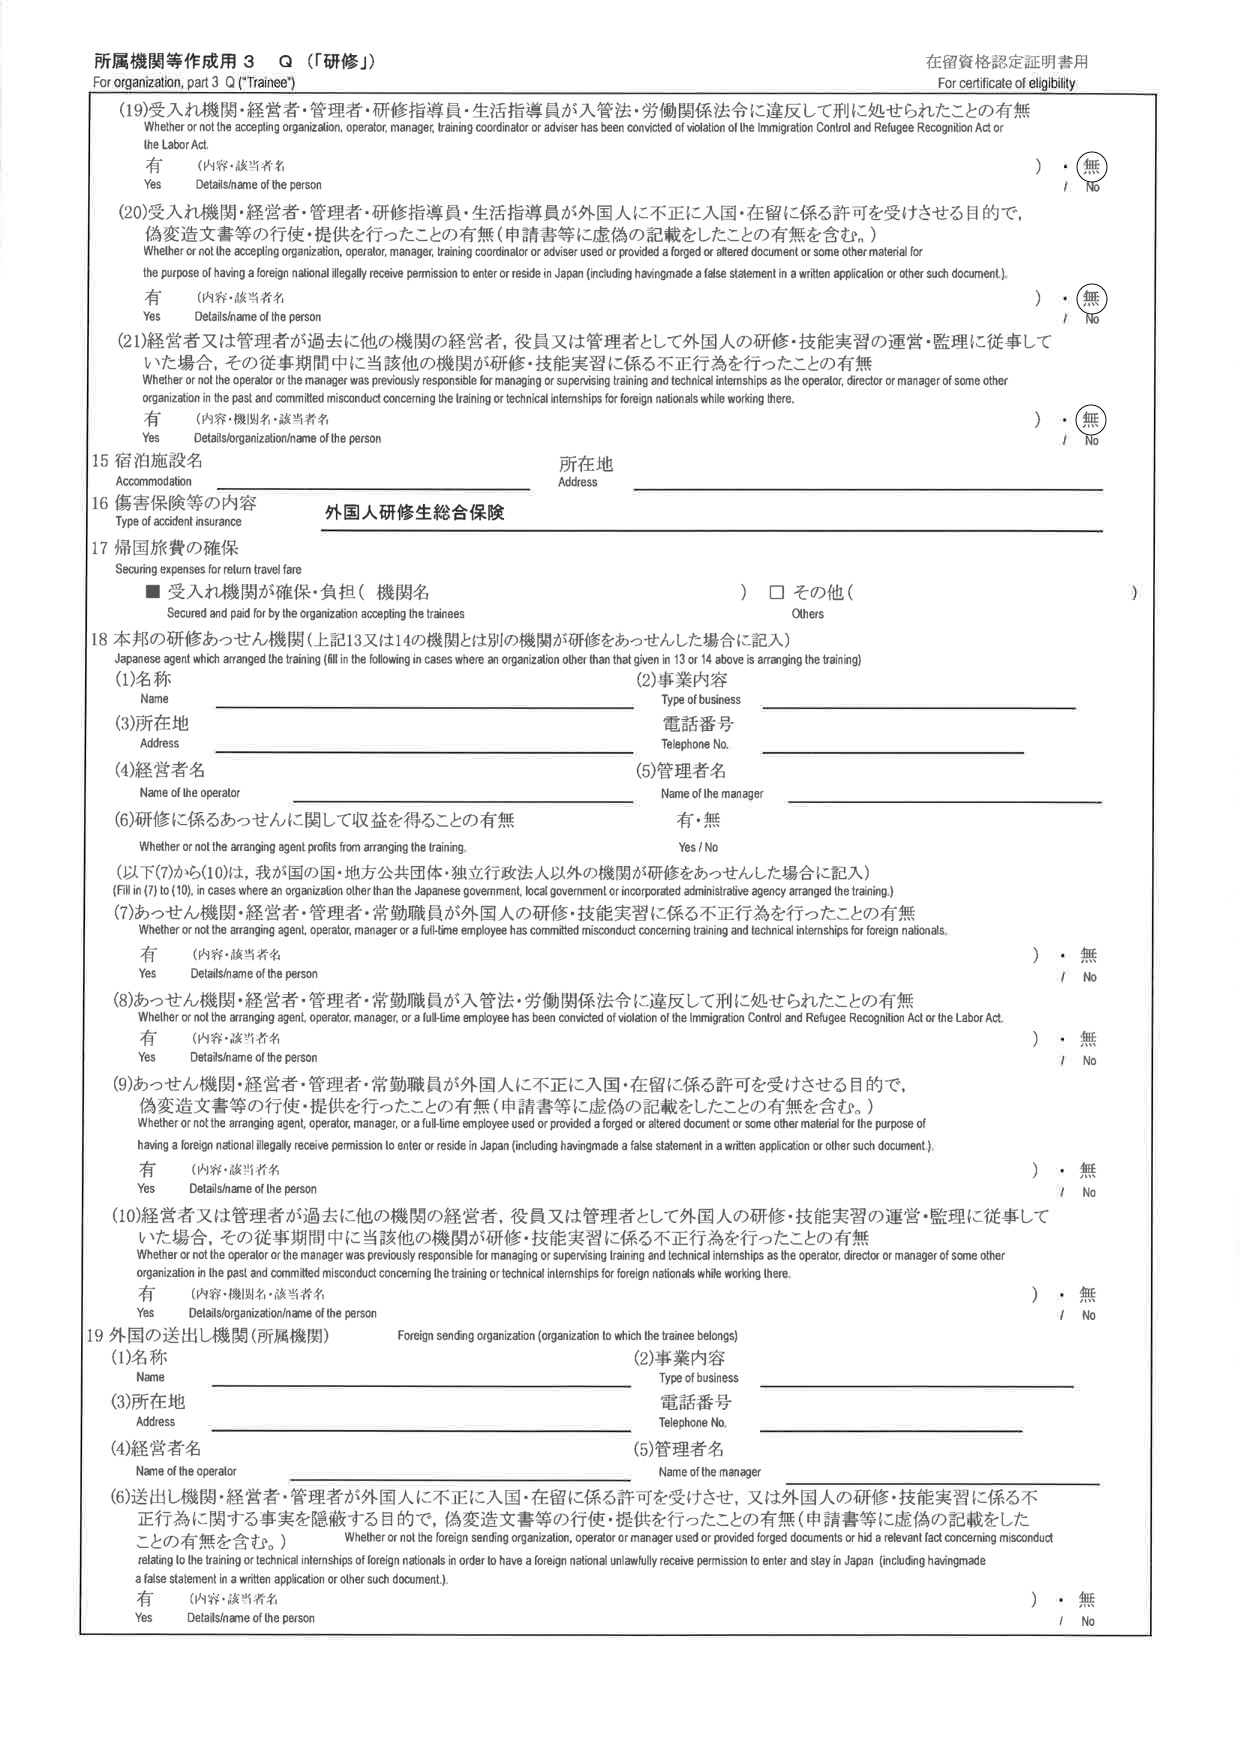 所属機関等作成用 3　Q （「研修」）
在留資格認定証明書用
For organization, part 3 Q ("Trainee")
For certificate of eligibility
(19)受入れ機関・経営者・管理者・研修指導員・生活指導員が入管法・労働関係法令に違反して刑に処せられたことの有無
Whether or not the accepting organization, operator, manager, training coordinator or adviser has been convicted of violation of the Immigration Control and Refugee Recognition Act or
the Labor Act.
有　（内容・該当者名　）・無
Yes　Details/name of the person　/　No
(20)受入れ機関・経営者・管理者・研修指導員・生活指導員が外国人に不正に入国・在留に係る許可を受けさせる目的で，
偽変造文書等の行使・提供を行ったことの有無（申請書等に虚偽の記載をしたことの有無を含む。）
Whether or not the accepting organization, operator, manager, training coordinator or adviser used or provided a forged or altered document or some other material for
the purpose of having a foreign national illegally receive permission to enter or reside in Japan (including havingmade a false statement in a written application or other such document.).
有　（内容・該当者名　）・無
Yes　Details/name of the person　/　No
(21)経営者又は管理者が過去に他の機関の経営者，役員又は管理者として外国人の研修・技能実習の運営・監理に従事して
いた場合，その従事期間中に当該他の機関が研修・技能実習に係る不正行為を行ったことの有無
Whether or not the operator or the manager was previously responsible for managing or supervising training and technical internships as the operator, director or manager of some other
organization in the past and committed misconduct concerning the training or technical internships for foreign nationals while working there.
有　（内容・機関名・該当者名　）・無
Yes　Details/organization/name of the person　/　No
15 宿泊施設名　所在地
Accommodation　Address
16 傷害保険等の内容　外国人研修生総合保険
Type of accident insurance
17 帰国旅費の確保
Securing expenses for return travel fare
■ 受入れ機関が確保・負担（ 機関名　） □ その他（　）
Secured and paid for by the organization accepting the trainees　Others
18 本邦の研修あっせん機関（上記13又は14の機関とは別の機関が研修をあっせんした場合に記入）
Japanese agent which arranged the training (fill in the following in cases where an organization other than that given in 13 or 14 above is arranging the training)
(1)名称　(2)事業内容
Name　Type of business
(3)所在地　電話番号
Address　Telephone No.
(4)経営者名　(5)管理者名
Name of the operator　Name of the manager
(6)研修に係るあっせんに関して収益を得ることの有無　有・無
Whether or not the arranging agent profits from arranging the training.　Yes / No
（以下(7)から(10)は，我が国の国・地方公共団体・独立行政法人以外の機関が研修をあっせんした場合に記入）
(Fill in (7) to (10), in cases where an organization other than the Japanese government, local government or incorporated administrative agency arranged the training.)
(7)あっせん機関・経営者・管理者・常勤職員が外国人の研修・技能実習に係る不正行為を行ったことの有無
Whether or not the arranging agent, operator, manager or a full-time employee has committed misconduct concerning training and technical internships for foreign nationals.
有　（内容・該当者名　）・無
Yes　Details/name of the person　/　No
(8)あっせん機関・経営者・管理者・常勤職員が入管法・労働関係法令に違反して刑に処せられたことの有無
Whether or not the arranging agent, operator, manager, or a full-time employee has been convicted of violation of the Immigration Control and Refugee Recognition Act or the Labor Act.
有　（内容・該当者名　）・無
Yes　Details/name of the person　/　No
(9)あっせん機関・経営者・管理者・常勤職員が外国人に不正に入国・在留に係る許可を受けさせる目的で，
偽変造文書等の行使・提供を行ったことの有無（申請書等に虚偽の記載をしたことの有無を含む。）
Whether or not the arranging agent, operator, manager, or a full-time employee used or provided a forged or altered document or some other material for the purpose of
having a foreign national illegally receive permission to enter or reside in Japan (including havingmade a false statement in a written application or other such document.).
有　（内容・該当者名　）・無
Yes　Details/name of the person　/　No
(10)経営者又は管理者が過去に他の機関の経営者，役員又は管理者として外国人の研修・技能実習の運営・監理に従事して
いた場合，その従事期間中に当該他の機関が研修・技能実習に係る不正行為を行ったことの有無
Whether or not the operator or the manager was previously responsible for managing or supervising training and technical internships as the operator, director or manager of some other
organization in the past and committed misconduct concerning the training or technical internships for foreign nationals while working there.
有　（内容・機関名・該当者名　）・無
Yes　Details/organization/name of the person　/　No
19 外国の送出し機関（所属機関）　Foreign sending organization (organization to which the trainee belongs)
(1)名称　(2)事業内容
Name　Type of business
(3)所在地　電話番号
Address　Telephone No.
(4)経営者名　(5)管理者名
Name of the operator　Name of the manager
(6)送出し機関・経営者・管理者が外国人に不正に入国・在留に係る許可を受けさせ，又は外国人の研修・技能実習に係る不
正行為に関する事実を隠蔽する目的で，偽変造文書等の行使・提供を行ったことの有無（申請書等に虚偽の記載をした
ことの有無を含む。）　Whether or not the foreign sending organization, operator or manager used or provided forged documents or hid a relevant fact concerning misconduct
relating to the training or technical internships of foreign nationals in order to have a foreign national unlawfully receive permission to enter and stay in Japan (including havingmade
a false statement in a written application or other such document.).
有　（内容・該当者名　）・無
Yes　Details/name of the person　/　No